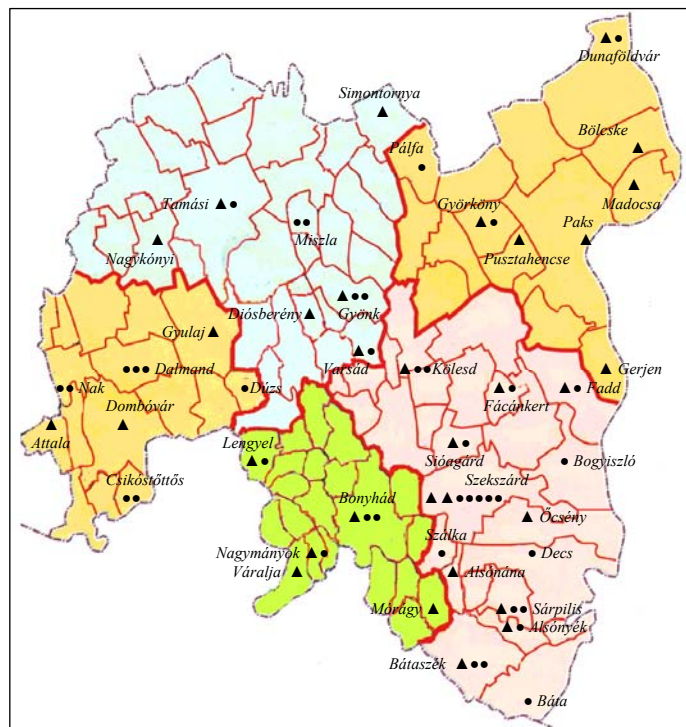 Dunaföldvár
Simontornya
Bölcske
Pálfa
Madocsa
Tamási
Györköny
Miszla
Paks
Nagykónyi
Pusztahencse
Diósberény
Gyönk
Gyulaj
Varsád
Kölesd
Gerjen
Dalmand
Nak
Dúzs
Fácánkert
Fadd
Dombóvár
Attala
Lengyel
Sióagárd
Bogyiszló
Csikóstőttős
Bonyhád
Szekszárd
Őcsény
Szálka
Decs
Nagymányok
Váralja
Alsónána
Mórágy
Sárpilis
Alsónyék
Bátaszék
Báta